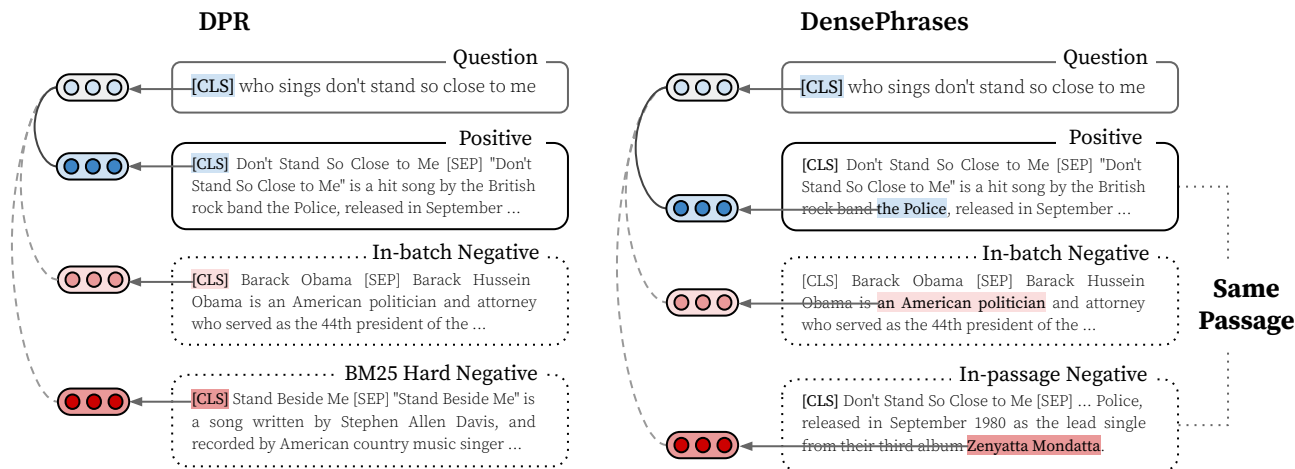 DPR
Question
[CLS] who sings don't stand so close to me
Positive
[CLS] Don't Stand So Close to Me [SEP] "Don't
Stand So Close to Me" is a hit song by the British
rock band the Police, released in September ...
In-batch Negative
[CLS] Barack Obama [SEP] Barack Hussein
Obama is an American politician and attorney
who served as the 44th president of the ...
BM25 Hard Negative
[CLS] Stand Beside Me [SEP] "Stand Beside Me" is
a song written by Stephen Allen Davis, and
recorded by American country music singer ...
DensePhrases
Question
[CLS] who sings don't stand so close to me
Positive
[CLS] Don't Stand So Close to Me [SEP] "Don't
Stand So Close to Me" is a hit song by the British
rock band the Police, released in September ...
In-batch Negative
[CLS] Barack Obama [SEP] Barack Hussein
Obama is an American politician and attorney
who served as the 44th president of the ...
In-passage Negative
[CLS] Don't Stand So Close to Me [SEP] ... Police,
released in September 1980 as the lead single
from their third album Zenyatta Mondatta.
Same
Passage